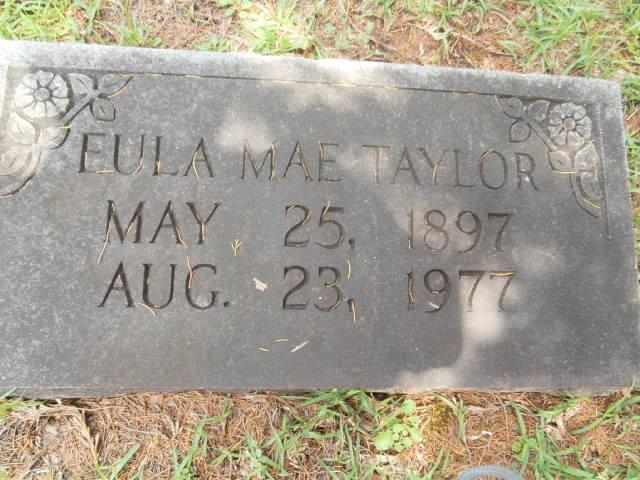 EULA MAE TAYLOR
MAY 25, 1897
AUG. 23, 1977